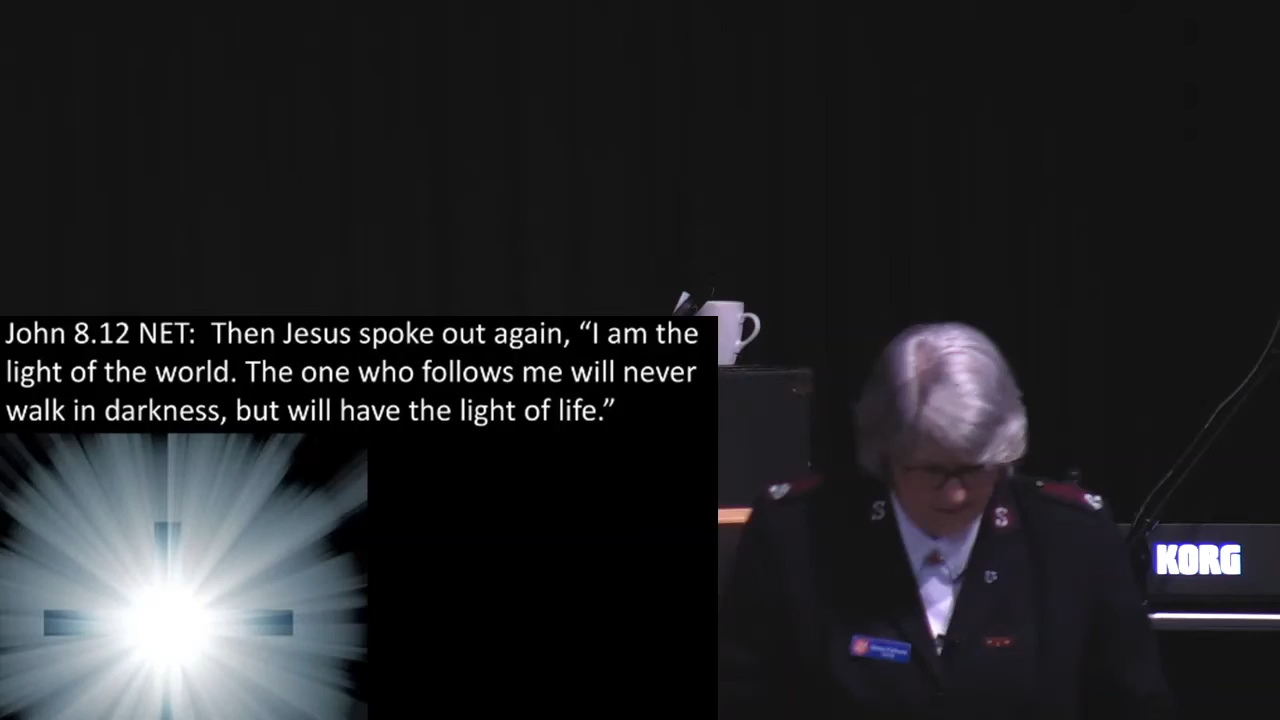 John 8.12 NET:  Then Jesus spoke out again, “I am the
light of the world. The one who follows me will never
walk in darkness, but will have the light of life.”
S
S
KORG